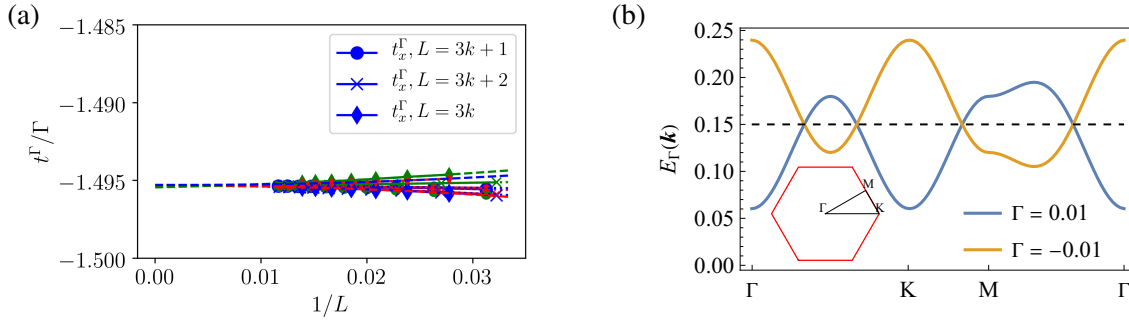 (a)
−1.485
−1.490
−1.495
−1.500
t^Γ/Γ
t_x^Γ, L = 3k + 1
t_x^Γ, L = 3k + 2
t_x^Γ, L = 3k
0.00 0.01 0.02 0.03
1/L
(b)
0.25
0.20
0.15
0.10
0.05
0.00
E_Γ(k)
M
Γ K
Γ = 0.01
Γ = −0.01
Γ K M Γ